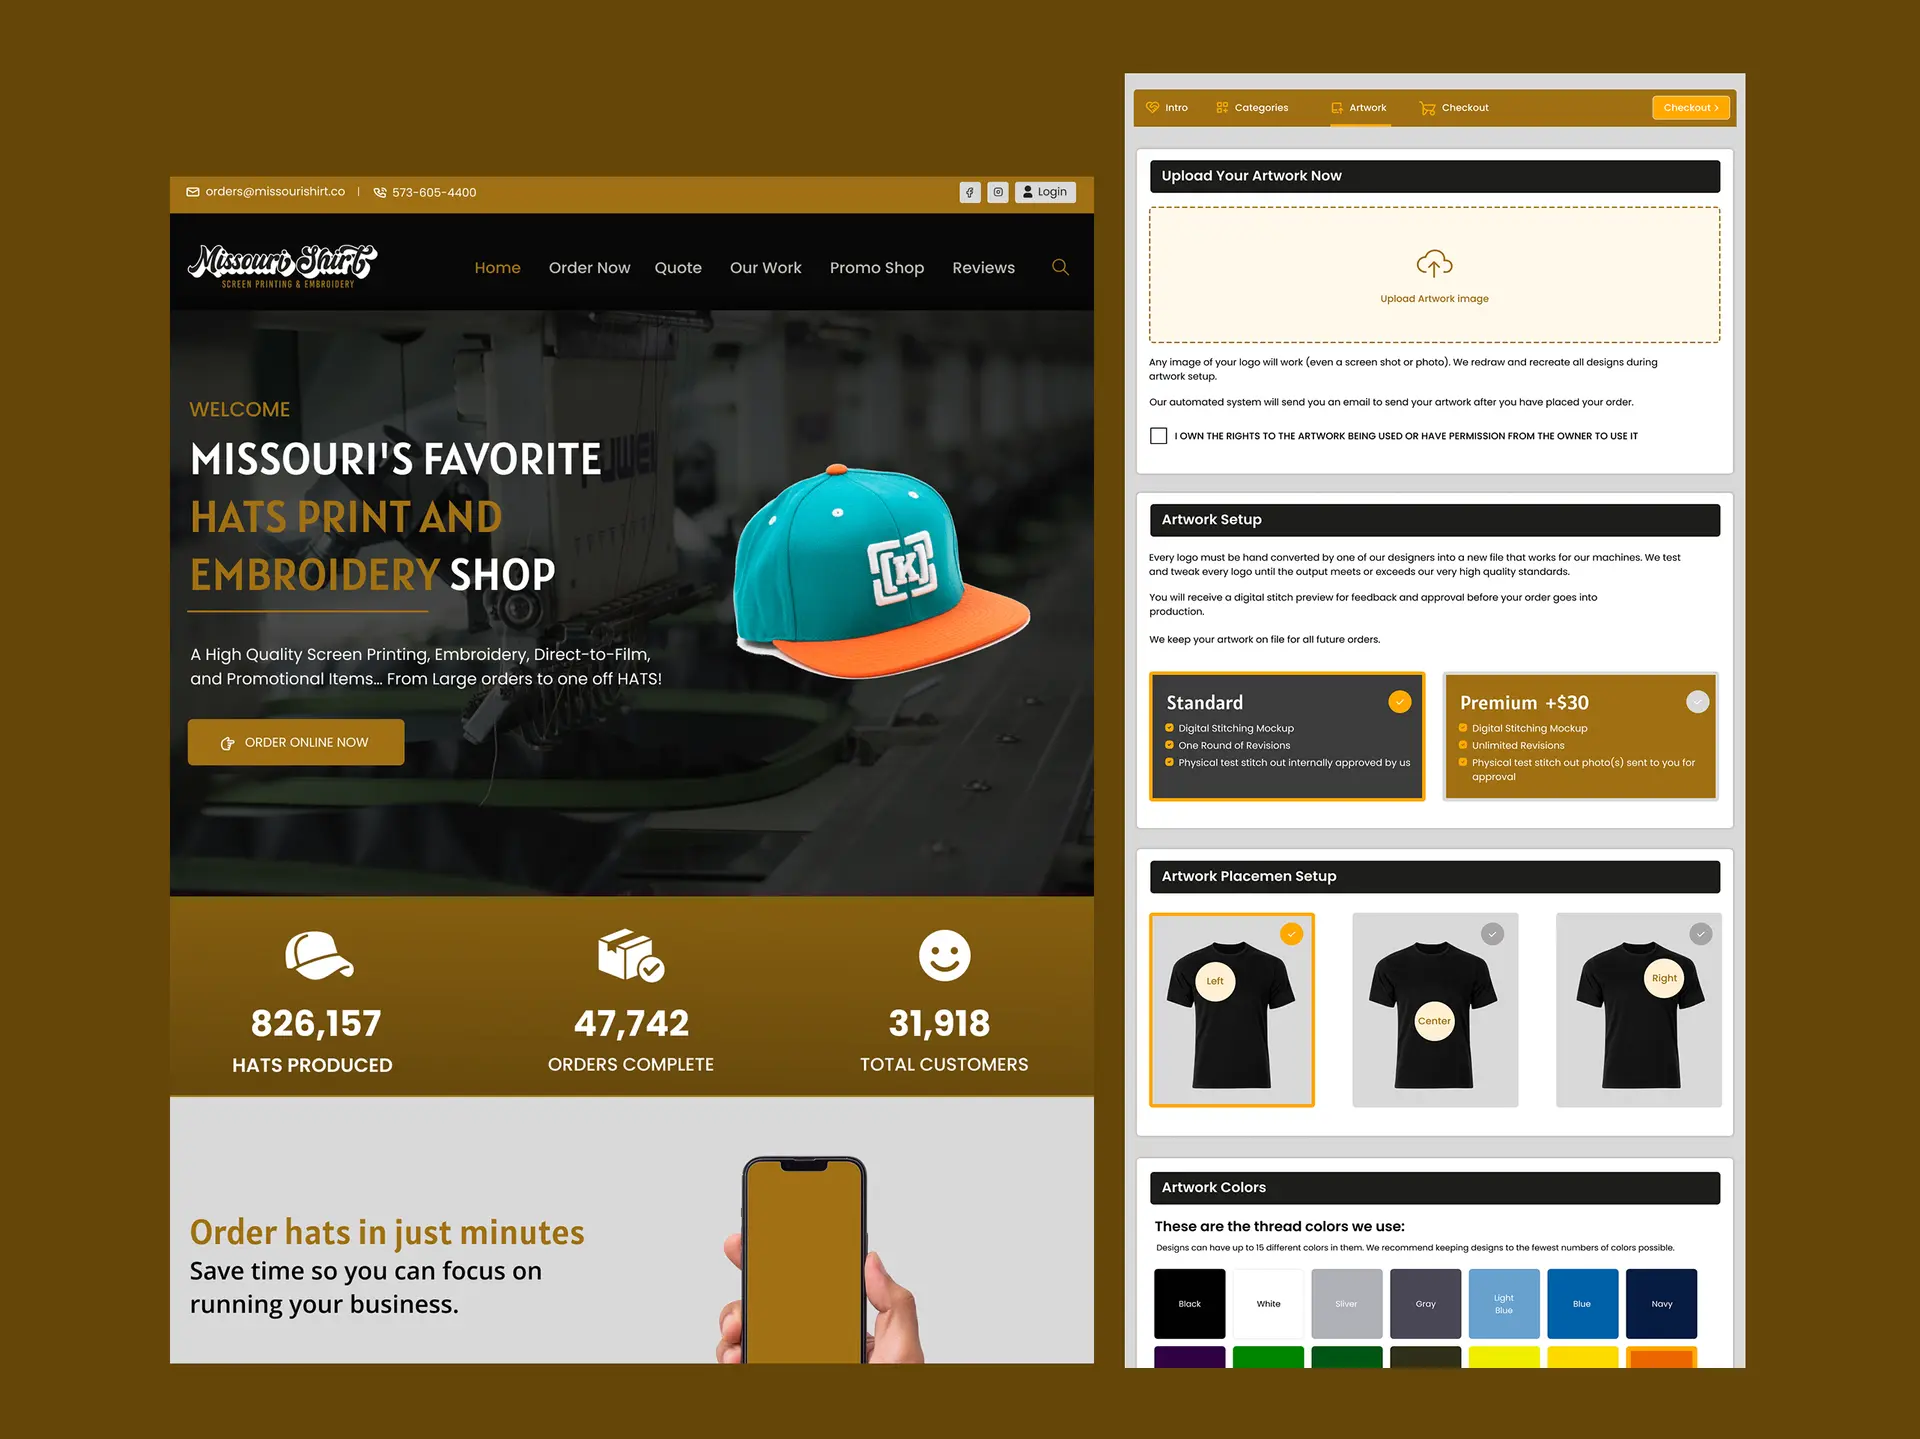 orders@missourishirt.co | 573-605-4400
Login
Missouri Shirt
SCREEN PRINTING & EMBROIDERY
Home Order Now Quote Our Work Promo Shop Reviews
WELCOME
MISSOURI'S FAVORITE
HATS PRINT AND
EMBROIDERY SHOP
A High Quality Screen Printing, Embroidery, Direct-to-Film,
and Promotional Items... From Large orders to one off HATS!
ORDER ONLINE NOW
[K]
826,157
HATS PRODUCED
47,742
ORDERS COMPLETE
31,918
TOTAL CUSTOMERS
Order hats in just minutes
Save time so you can focus on
running your business.
Intro Categories Artwork Checkout Checkout >
Upload Your Artwork Now
Upload Artwork image
Any image of your logo will work (even a screen shot or photo). We redraw and recreate all designs during
artwork setup.
Our automated system will send you an email to send your artwork after you have placed your order.
I OWN THE RIGHTS TO THE ARTWORK BEING USED OR HAVE PERMISSION FROM THE OWNER TO USE IT
Artwork Setup
Every logo must be hand converted by one of our designers into a new file that works for our machines. We test
and tweak every logo until the output meets or exceeds our very high quality standards.
You will receive a digital stitch preview for feedback and approval before your order goes into
production.
We keep your artwork on file for all future orders.
Standard
Digital Stitching Mockup
One Round of Revisions
Physical test stitch out internally approved by us
Premium +$30
Digital Stitching Mockup
Unlimited Revisions
Physical test stitch out photo(s) sent to you for
approval
Artwork Placemen Setup
Left
Center
Right
Artwork Colors
These are the thread colors we use:
Designs can have up to 15 different colors in them. We recommend keeping designs to the fewest numbers of colors possible.
Black
White
Sliver
Gray
Light
Blue
Blue
Navy